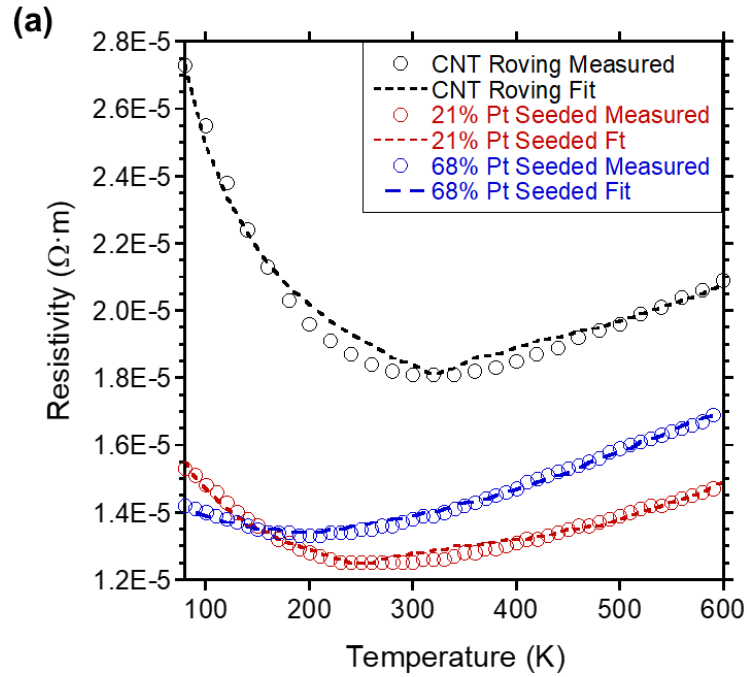 (a)
2.8E-5
2.6E-5
2.4E-5
2.2E-5
2.0E-5
1.8E-5
1.6E-5
1.4E-5
1.2E-5
Resistivity (Ω·m)
CNT Roving Measured
CNT Roving Fit
21% Pt Seeded Measured
21% Pt Seeded Ft
68% Pt Seeded Measured
68% Pt Seeded Fit
100 200 300 400 500 600
Temperature (K)